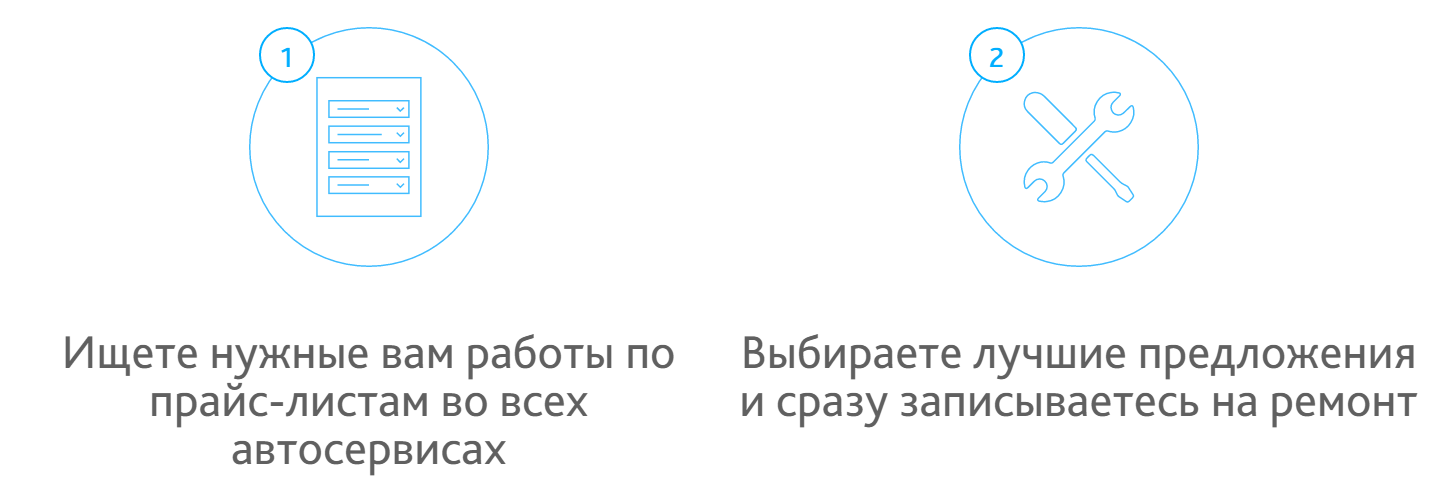 1
Ищете нужные вам работы по
прайс-листам во всех
автосервисах
2
Выбираете лучшие предложения
и сразу записываетесь на ремонт